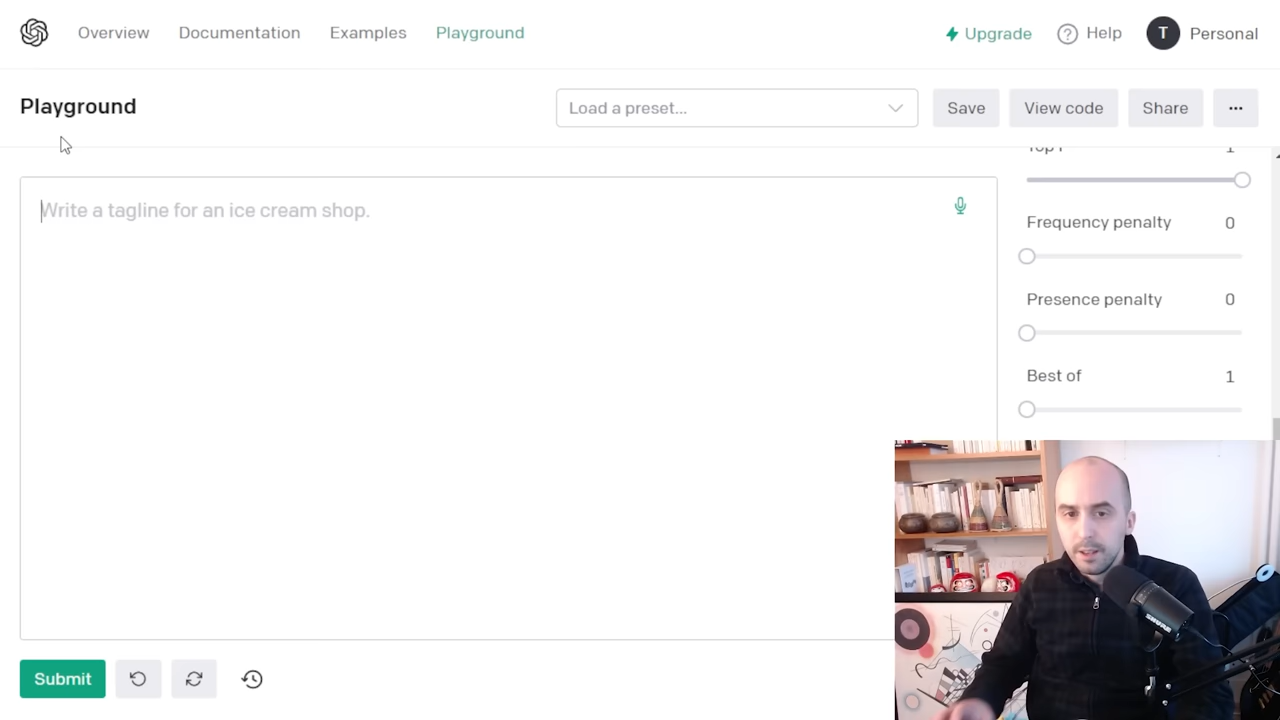 Overview Documentation Examples Playground Upgrade Help T Personal
Playground Load a preset... Save View code Share ...
Write a tagline for an ice cream shop.
1
Frequency penalty 0
Presence penalty 0
Best of 1
SHURE
Submit